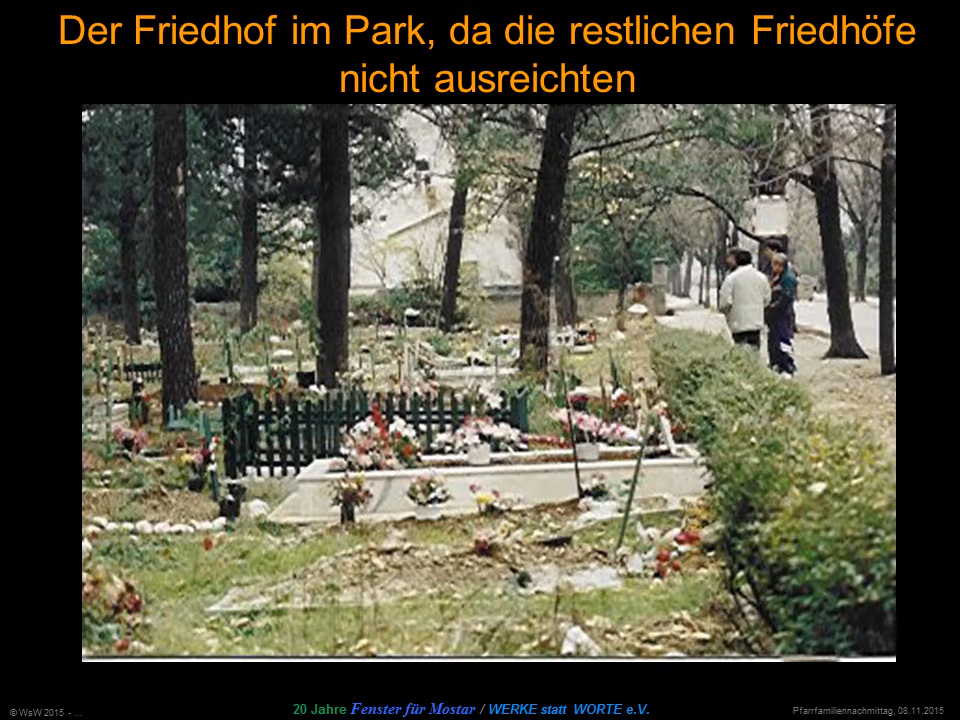 Der Friedhof im Park, da die restlichen Friedhöfe
nicht ausreichten
© WsW 2015 - ...
20 Jahre Fenster für Mostar / WERKE statt WORTE e.V.
Pfarrfamiliennachmittag, 08.11.2015